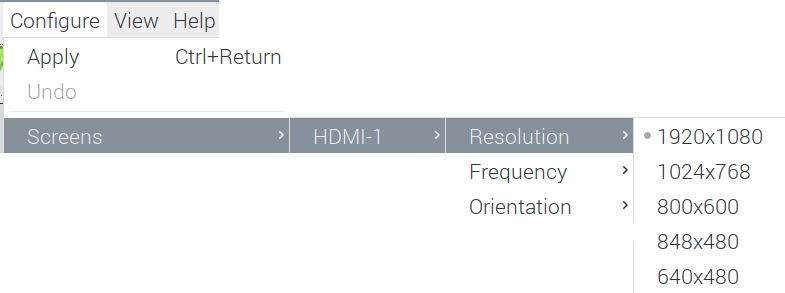 Configure View Help
Apply Ctrl+Return
Undo
Screens HDMI-1 Resolution 1920x1080
Frequency 1024x768
Orientation 800x600
848x480
640x480